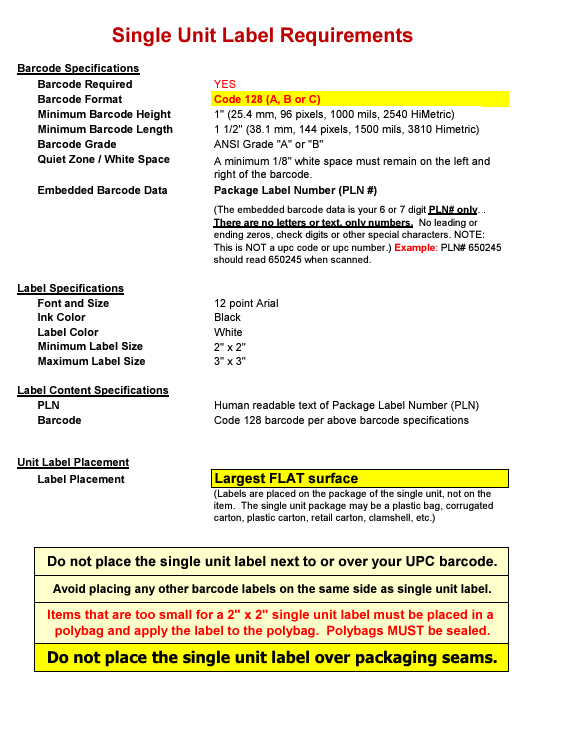 Single Unit Label Requirements
Barcode Specifications
Barcode Required YES
Barcode Format Code 128 (A, B or C)
Minimum Barcode Height 1" (25.4 mm, 96 pixels, 1000 mils, 2540 HiMetric)
Minimum Barcode Length 1 1/2" (38.1 mm, 144 pixels, 1500 mils, 3810 Himetric)
Barcode Grade ANSI Grade "A" or "B"
Quiet Zone / White Space A minimum 1/8" white space must remain on the left and
right of the barcode.
Embedded Barcode Data Package Label Number (PLN #)
(The embedded barcode data is your 6 or 7 digit PLN# only. .
There are no letters or text, only numbers. No leading or
ending zeros, check digits or other special characters. NOTE:
This is NOT a upc code or upc number.) Example: PLN# 650245
should read 650245 when scanned.
Label Specifications
Font and Size 12 point Arial
Ink Color Black
Label Color White
Minimum Label Size 2" x 2"
Maximum Label Size 3" x 3"
Label Content Specifications
PLN Human readable text of Package Label Number (PLN)
Barcode Code 128 barcode per above barcode specifications
Unit Label Placement
Label Placement Largest FLAT surface
(Labels are placed on the package of the single unit, not on the
item. The single unit package may be a plastic bag, corrugated
carton, plastic carton, retail carton, clamshell, etc.)
Do not place the single unit label next to or over your UPC barcode.
Avoid placing any other barcode labels on the same side as single unit label.
Items that are too small for a 2" x 2" single unit label must be placed in a
polybag and apply the label to the polybag. Polybags MUST be sealed.
Do not place the single unit label over packaging seams.